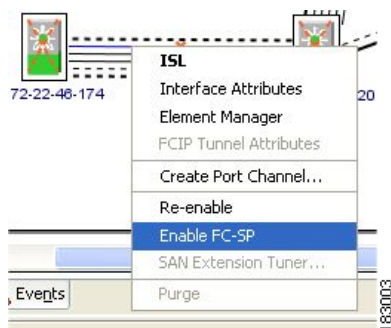 ISL
72-22-46-174
Interface Attributes
20
Element Manager
FCIP Tunnel Attributes
Create Port Channel...
Re-enable
Enable FC-SP
SAN Extension Tuner...
Events
Purge
83003